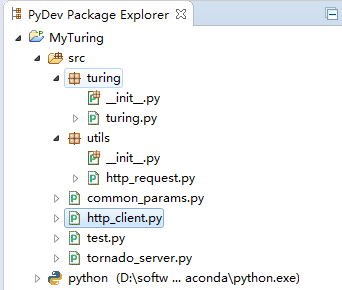 PyDev Package Explorer
MyTuring
src
turing
__init__.py
turing.py
utils
__init__.py
http_request.py
common_params.py
http_client.py
test.py
tornado_server.py
python (D:\softw ... aconda\python.exe)